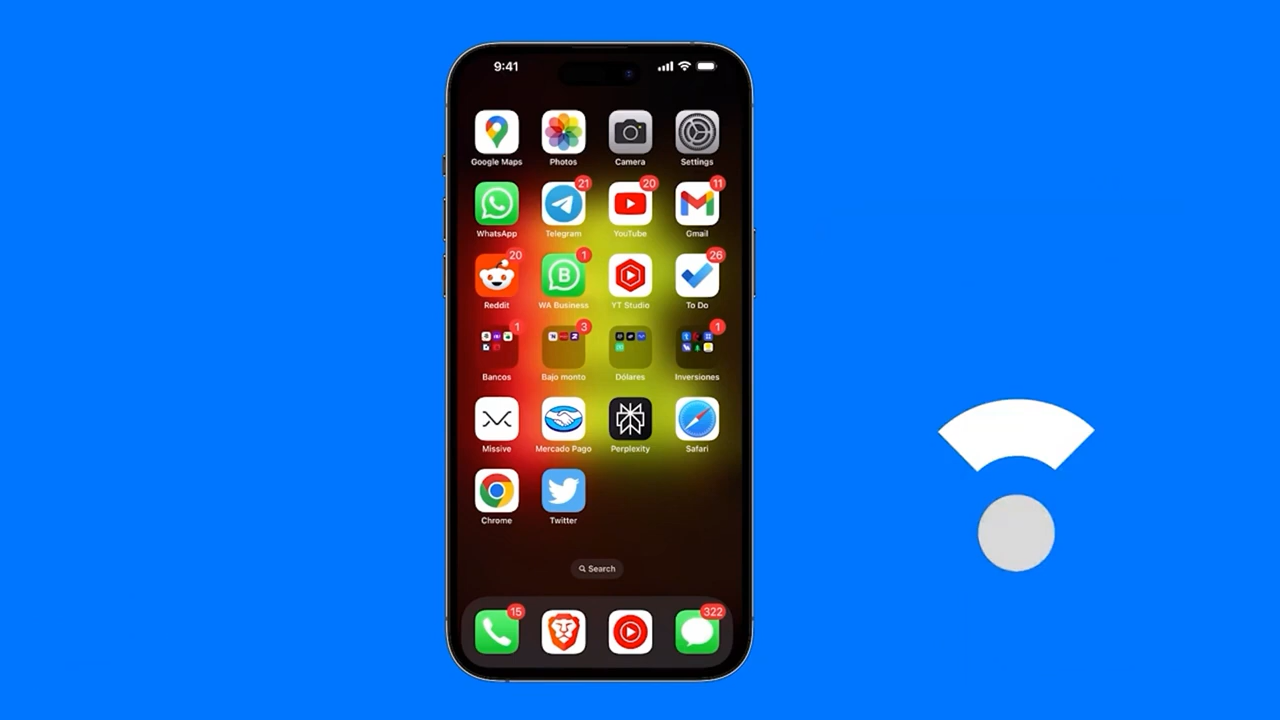 9:41
Google Maps Photos Camera Settings
21 20 11
WhatsApp Telegram YouTube Gmail
20 1 26
B
Reddit WA Business YT Studio To Do
1 3 1
Bancos Bajo monto Dólares Inversiones
Missive Mercado Pago Perplexity Safari
Chrome Twitter
Search
15 322